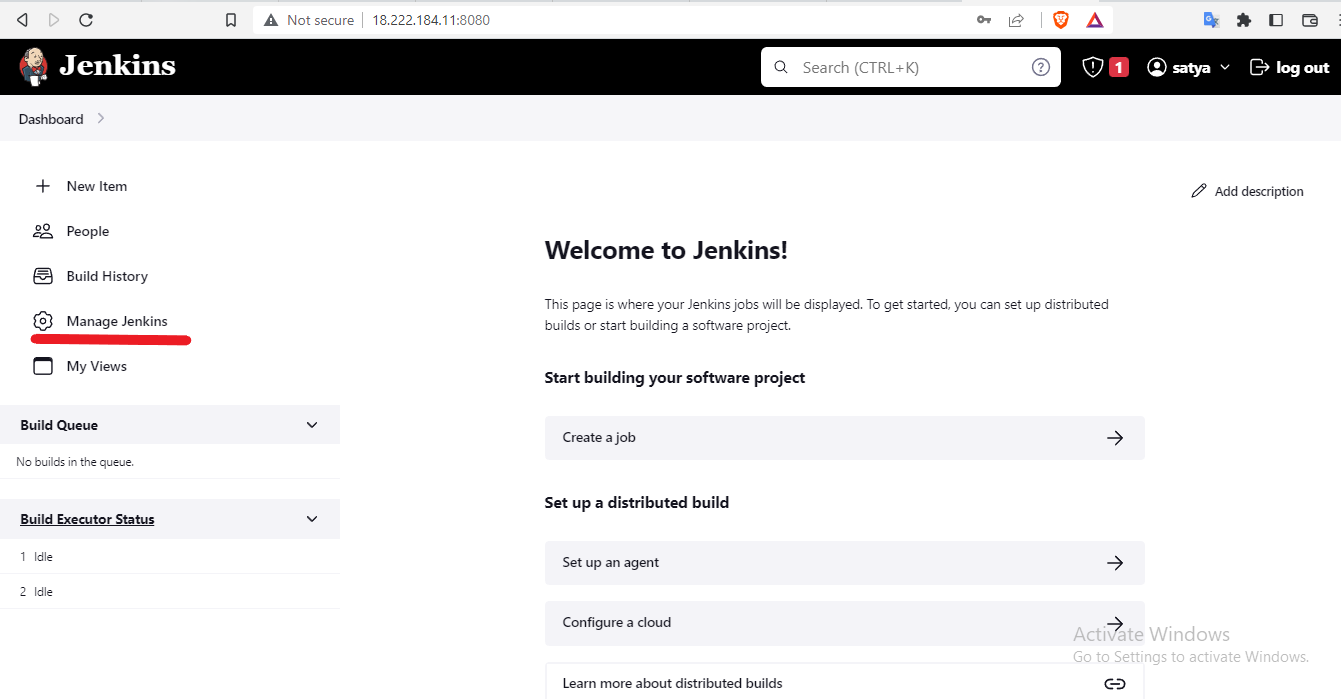 Not secure 18.222.184.11:8080
Jenkins
Search (CTRL+K)
1
satya
log out
Dashboard
New Item
People
Build History
Manage Jenkins
My Views
Build Queue
No builds in the queue.
Build Executor Status
1 Idle
2 Idle
Add description
Welcome to Jenkins!
This page is where your Jenkins jobs will be displayed. To get started, you can set up distributed
builds or start building a software project.
Start building your software project
Create a job
Set up a distributed build
Set up an agent
Configure a cloud
Learn more about distributed builds
Activate Windows
Go to Settings to activate Windows.